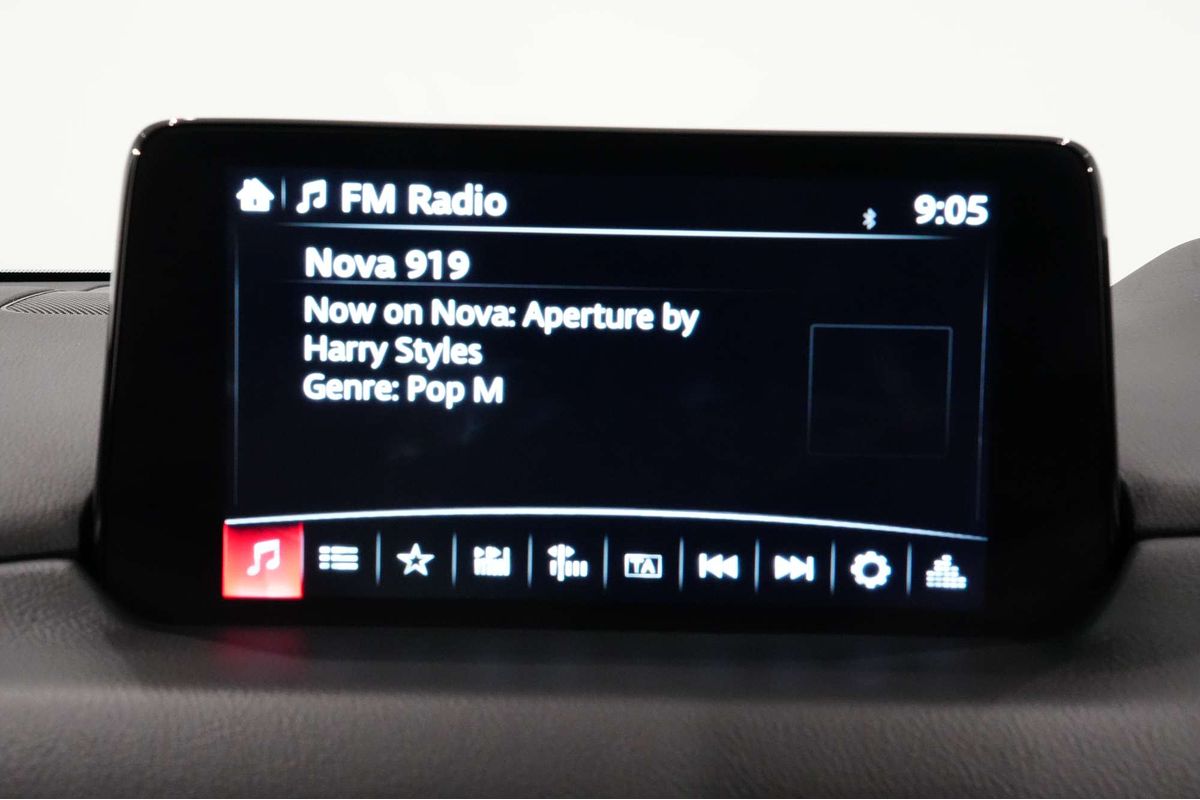 FM Radio
9:05
Nova 919
Now on Nova: Aperture by
Harry Styles
Genre: Pop M
TA